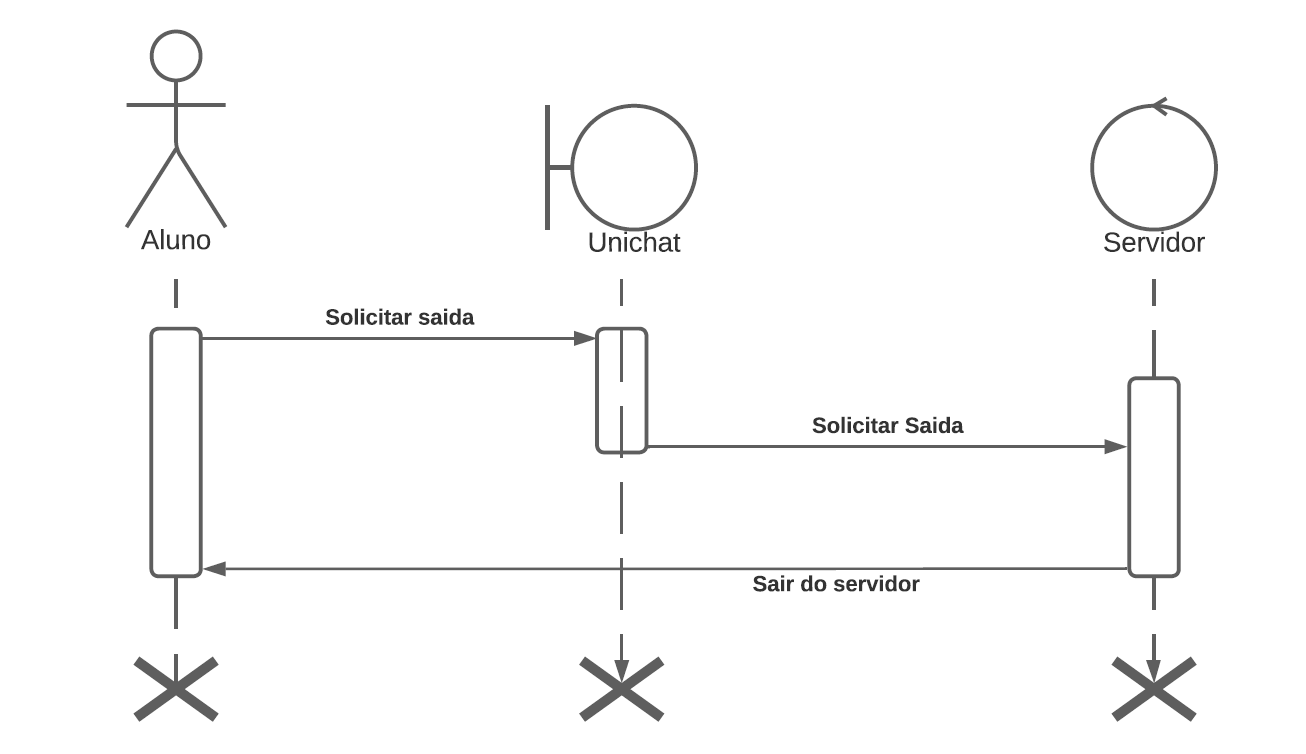 Aluno
Unichat
Servidor
Solicitar saida
Solicitar Saida
Sair do servidor